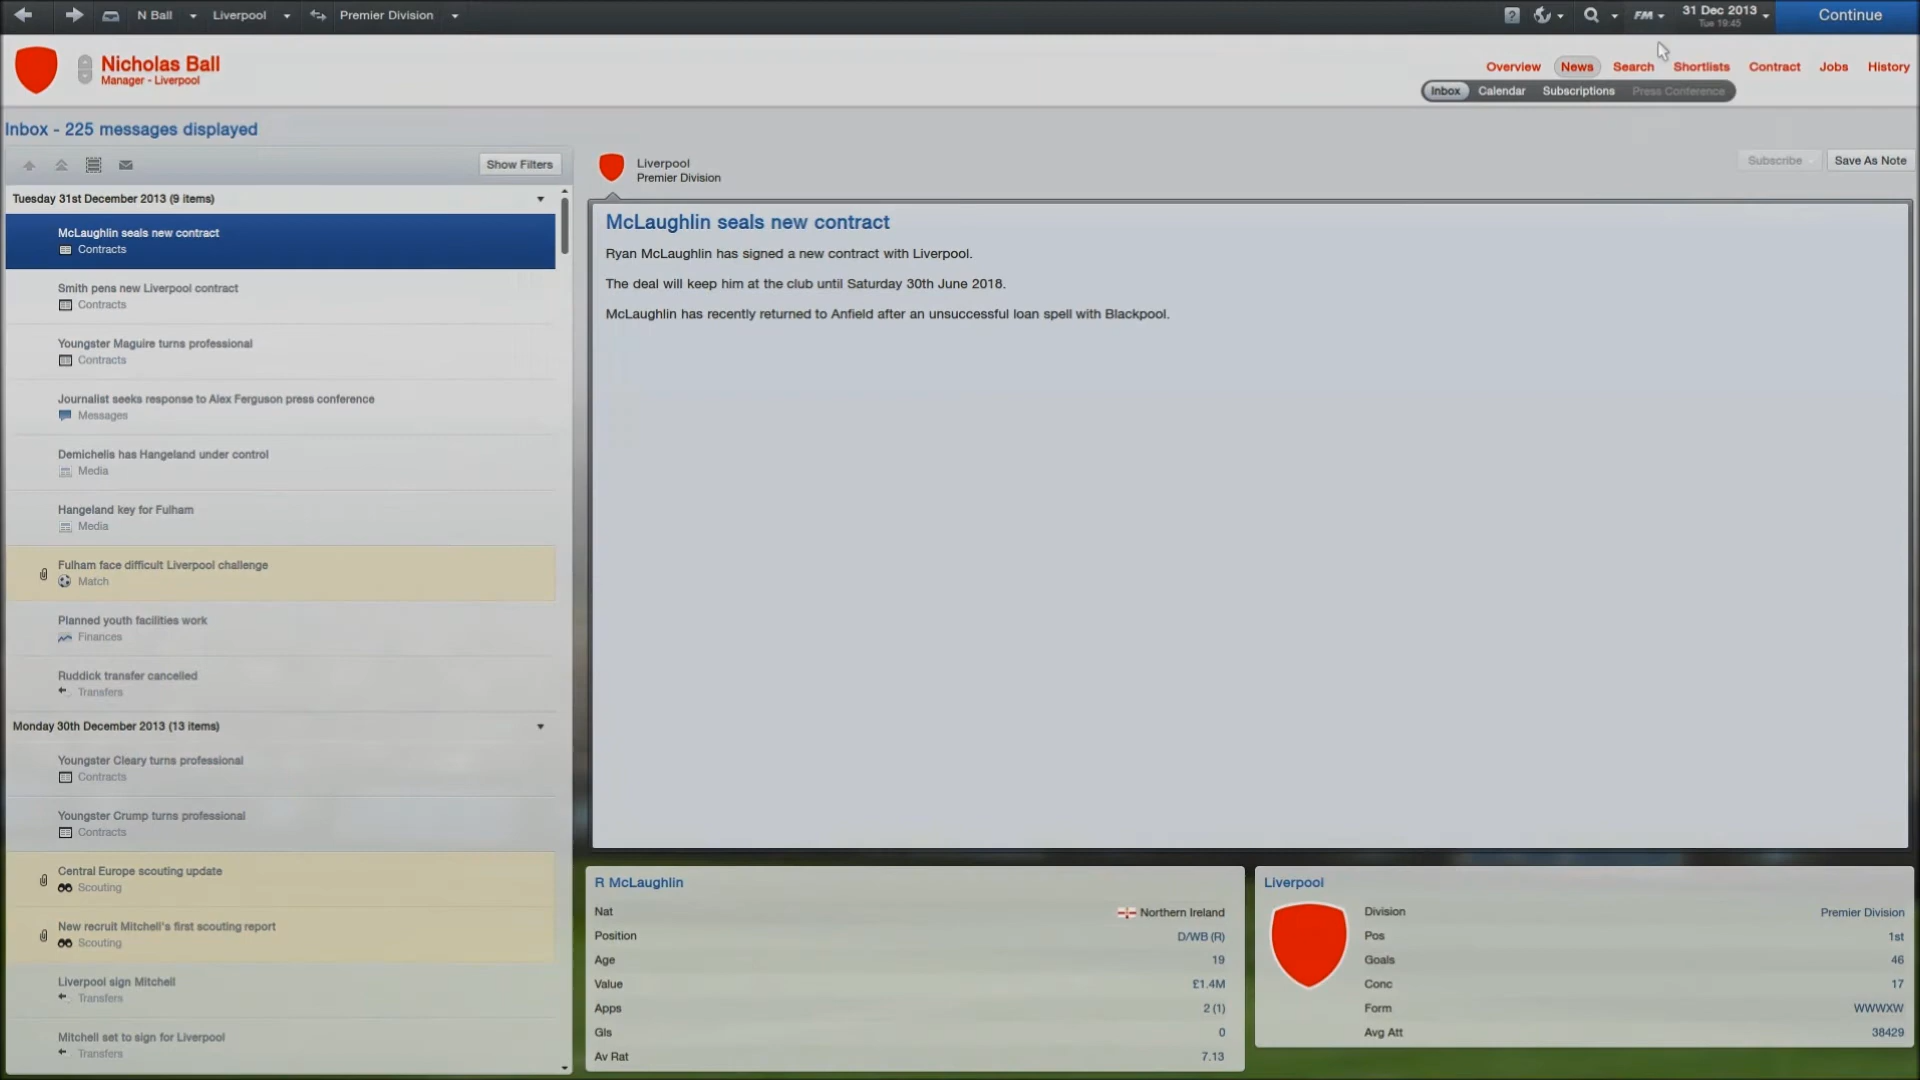 N Ball
Liverpool
Premier Division
?
FM
31 Dec 2013
Tue 19:45
Continue
Nicholas Ball
Manager - Liverpool
Overview
News
Search
Shortlists
Contract
Jobs
History
Inbox
Calendar
Subscriptions
Press Conference
Inbox - 225 messages displayed
Show Filters
Tuesday 31st December 2013 (9 items)
McLaughlin seals new contract
Contracts
Smith pens new Liverpool contract
Contracts
Youngster Maguire turns professional
Contracts
Journalist seeks response to Alex Ferguson press conference
Messages
Demichelis has Hangeland under control
Media
Hangeland key for Fulham
Media
Fulham face difficult Liverpool challenge
Match
Planned youth facilities work
Finances
Ruddick transfer cancelled
Transfers
Monday 30th December 2013 (13 items)
Youngster Cleary turns professional
Contracts
Youngster Crump turns professional
Contracts
Central Europe scouting update
Scouting
New recruit Mitchell's first scouting report
Scouting
Liverpool sign Mitchell
Transfers
Mitchell set to sign for Liverpool
Transfers
Liverpool
Premier Division
Subscribe
Save As Note
McLaughlin seals new contract
Ryan McLaughlin has signed a new contract with Liverpool.
The deal will keep him at the club until Saturday 30th June 2018.
McLaughlin has recently returned to Anfield after an unsuccessful loan spell with Blackpool.
R McLaughlin
Nat Northern Ireland
Position D/WB (R)
Age 19
Value £1.4M
Apps 2 (1)
Gls 0
Av Rat 7.13
Liverpool
Division Premier Division
Pos 1st
Goals 46
Conc 17
Form WWWXW
Avg Att 38429